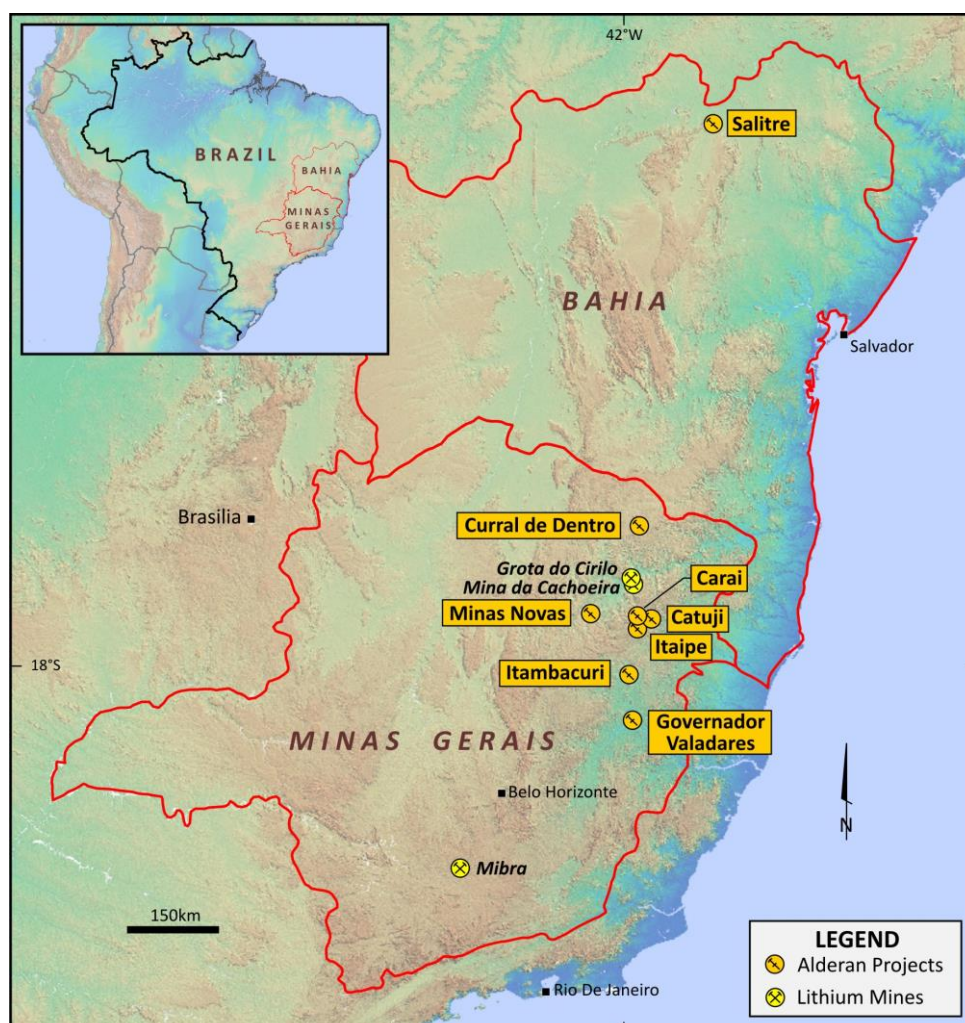 42°W
Salitre
BRAZIL
BAHIA
MINAS
GERAIS
BAHIA
Salvador
Brasilia
Curral de Dentro
Grota do Cirilo
Mina da Cachoeira
Carai
Minas Novas
Catuji
Itaipe
18°S
Itambacuri
Governador
Valadares
MINAS GERAIS
Belo Horizonte
N
Mibra
150km
LEGEND
Alderan Projects
Lithium Mines
Rio De Janeiro